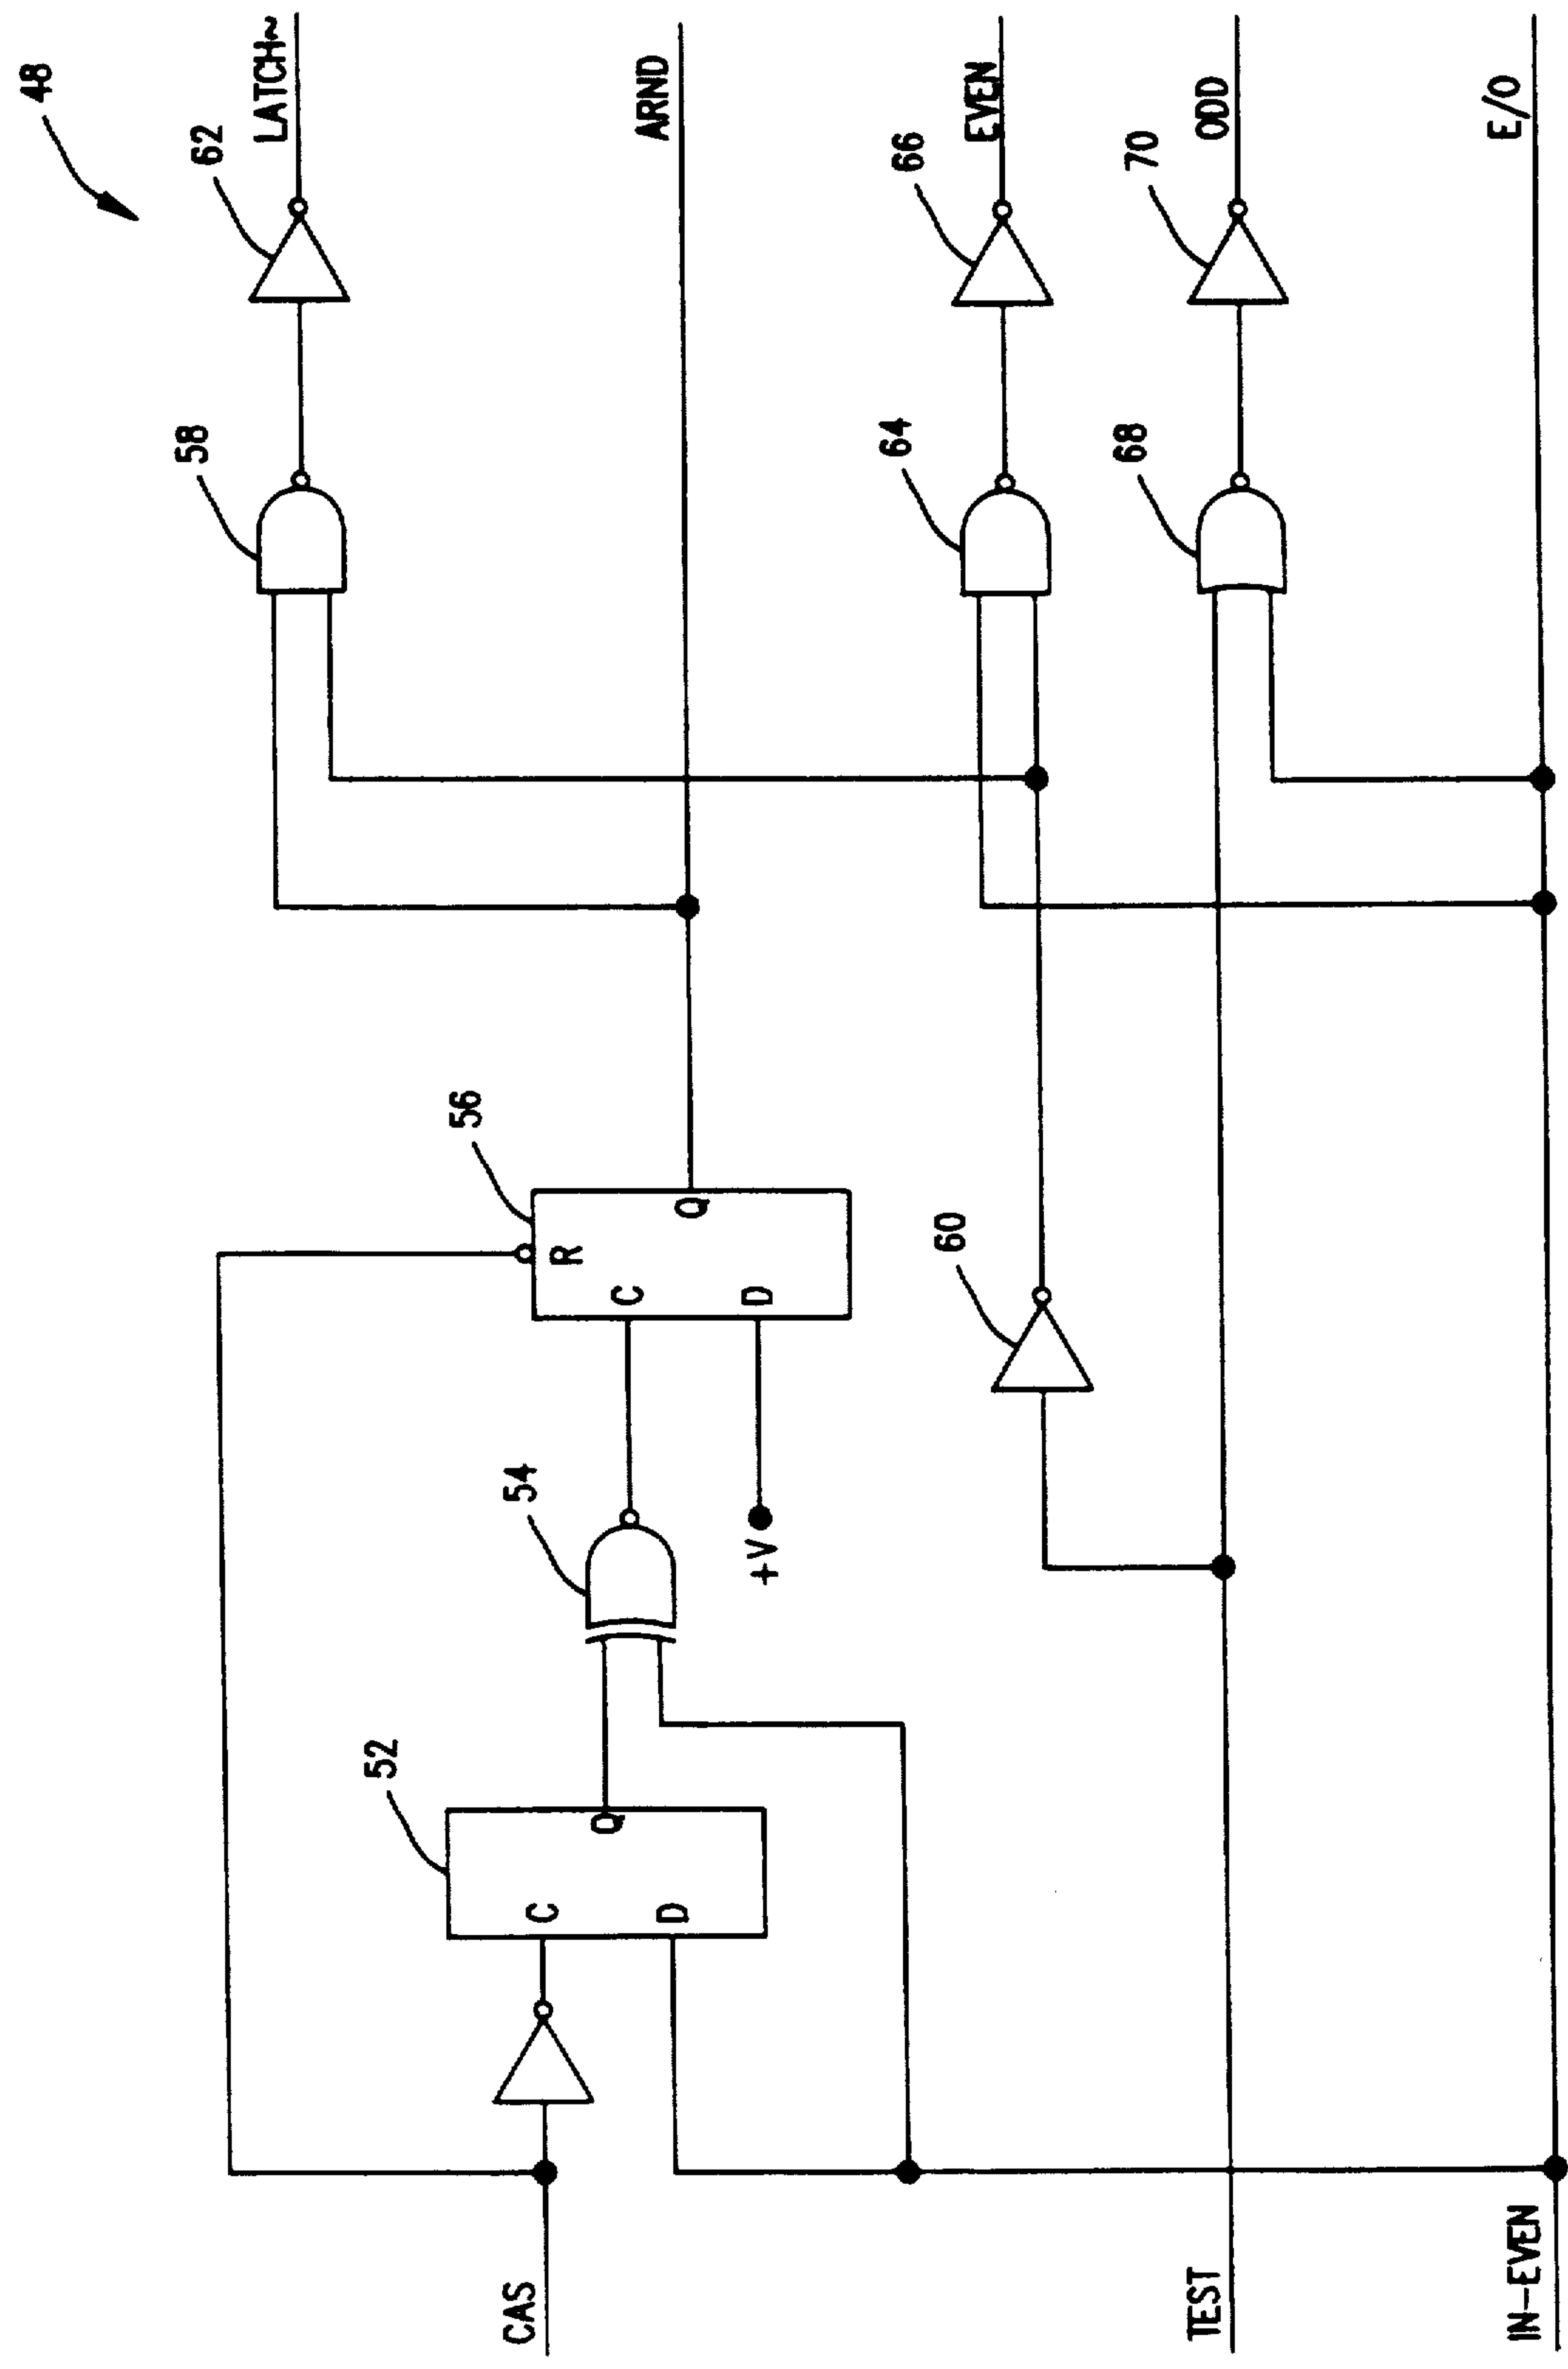 48
62
LATCH~
58
ARND
56
R
C
Q
D
54
+V
52
C
Q
D
CAS
66
EVEN
64
60
70
ODD
68
TEST
E/O
IN-EVEN